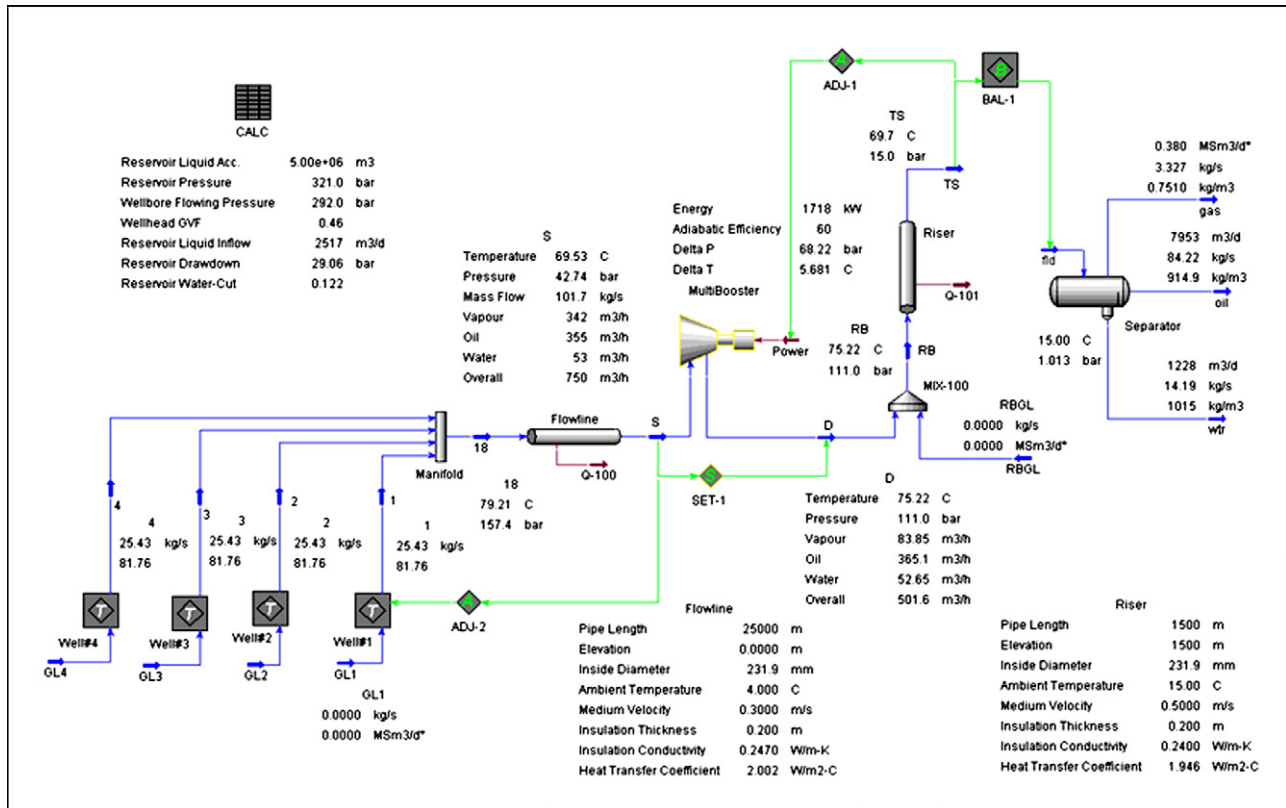 CALC
Reservoir Liquid Acc. 5.00e+06 m3
Reservoir Pressure 321.0 bar
Wellbore Flowing Pressure 292.0 bar
Wellhead GVF 0.46
Reservoir Liquid Inflow 2517 m3/d
Reservoir Drawdown 29.06 bar
Reservoir Water-Cut 0.122
S
Temperature 69.53 C
Pressure 42.74 bar
Mass Flow 101.7 kg/s
Vapour 342 m3/h
Oil 355 m3/h
Water 53 m3/h
Overall 750 m3/h
Energy 1718 kW
Adiabatic Efficiency 60
Delta P 68.22 bar
Delta T 5.681 C
MultiBooster
Power
A
ADJ-1
B
BAL-1
TS
69.7 C
15.0 bar
TS
Riser
Q-101
RB
75.22 C
111.0 bar
RB
MIX-100
0.380 MSm3/d*
3.327 kg/s
0.7510 kg/m3
gas
7953 m3/d
84.22 kg/s
914.9 kg/m3
oil
fld
Separator
15.00 C
1.013 bar
1228 m3/d
14.19 kg/s
1015 kg/m3
wtr
RBGL
0.0000 kg/s
0.0000 MSm3/d*
RBGL
Manifold
18
Flowline
Q-100
S
D
S
SET-1
18
79.21 C
157.4 bar
D
Temperature 75.22 C
Pressure 111.0 bar
Vapour 83.85 m3/h
Oil 365.1 m3/h
Water 52.65 m3/h
Overall 501.6 m3/h
4
4
25.43 kg/s
81.76
3
3
25.43 kg/s
81.76
2
2
25.43 kg/s
81.76
1
1
25.43 kg/s
81.76
T
Well#4
T
Well#3
T
Well#2
T
Well#1
A
ADJ-2
GL4
GL3
GL2
GL1
GL1
0.0000 kg/s
0.0000 MSm3/d*
Flowline
Pipe Length 25000 m
Elevation 0.0000 m
Inside Diameter 231.9 mm
Ambient Temperature 4.000 C
Medium Velocity 0.3000 m/s
Insulation Thickness 0.200 m
Insulation Conductivity 0.2470 W/m-K
Heat Transfer Coefficient 2.002 W/m2-C
Riser
Pipe Length 1500 m
Elevation 1500 m
Inside Diameter 231.9 mm
Ambient Temperature 15.00 C
Medium Velocity 0.5000 m/s
Insulation Thickness 0.200 m
Insulation Conductivity 0.2400 W/m-K
Heat Transfer Coefficient 1.946 W/m2-C